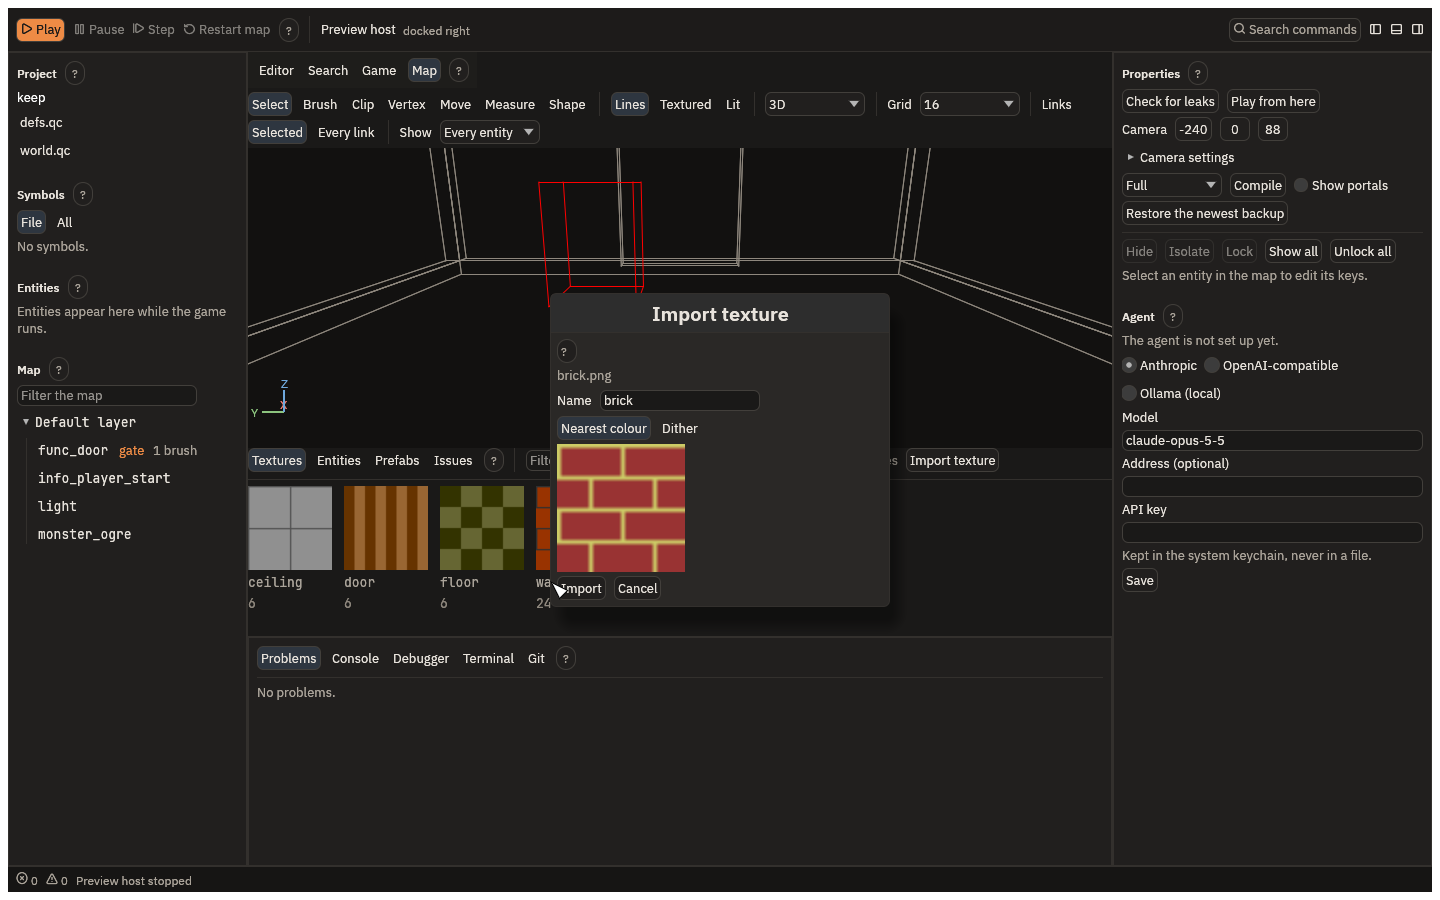 Play Pause Step Restart map ? Preview host docked right Search commands
Project ?
keep
defs.qc
world.qc
Symbols ?
File All
No symbols.
Entities ?
Entities appear here while the game
runs.
Map ?
Filter the map
Default layer
func_door gate 1 brush
info_player_start
light
monster_ogre
Editor Search Game Map ?
Select Brush Clip Vertex Move Measure Shape Lines Textured Lit 3D Grid 16 Links
Selected Every link Show Every entity
Z
Y X
Import texture
?
brick.png
Name brick
Nearest colour Dither
Import Cancel
Textures Entities Prefabs Issues ? Import texture
ceiling door floor
6 6 6 24
Problems Console Debugger Terminal Git ?
No problems.
Properties ?
Check for leaks Play from here
Camera -240 0 88
Camera settings
Full Compile Show portals
Restore the newest backup
Hide Isolate Lock Show all Unlock all
Select an entity in the map to edit its keys.
Agent ?
The agent is not set up yet.
Anthropic OpenAI-compatible
Ollama (local)
Model
claude-opus-5-5
Address (optional)
API key
Kept in the system keychain, never in a file.
Save
0 0 Preview host stopped